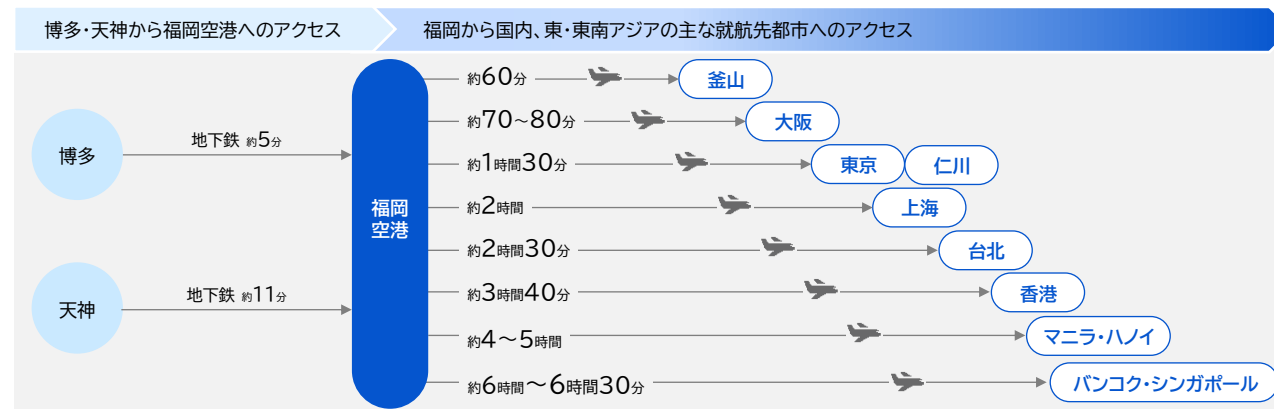 博多・天神から福岡空港へのアクセス
福岡から国内、東・東南アジアの主な就航先都市へのアクセス
博多
地下鉄 約5分
天神
地下鉄 約11分
福岡
空港
約60分
釜山
約70～80分
大阪
約1時間30分
東京
仁川
約2時間
上海
約2時間30分
台北
約3時間40分
香港
約4～5時間
マニラ・ハノイ
約6時間～6時間30分
バンコク・シンガポール